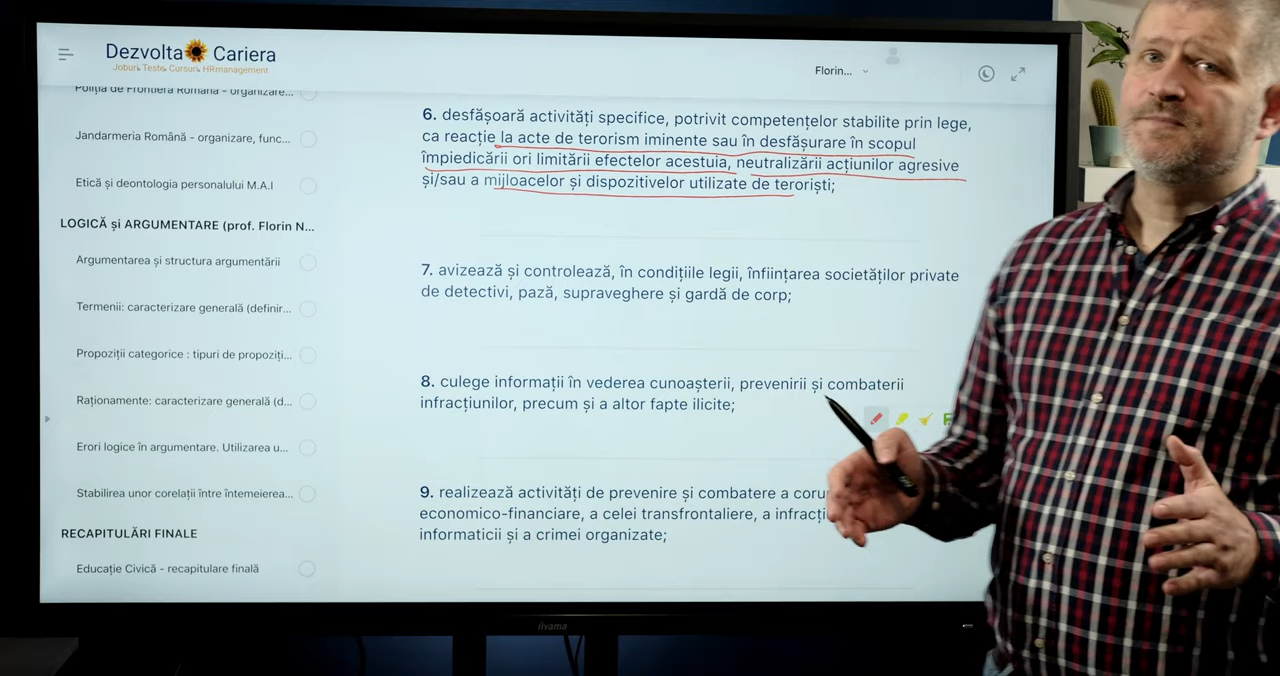 Dezvolta Cariera
Joburi, Teste, Cursuri, HRmanagement
Florin...
Poliția de Frontieră Română - organizare...
Jandarmeria Română - organizare, func...
Etică și deontologia personalului M.A.I
LOGICĂ și ARGUMENTARE (prof. Florin N...
Argumentarea și structura argumentării
Termenii: caracterizare generală (definir...
Propoziții categorice : tipuri de propoziți...
Raționamente: caracterizare generală (d...
Erori logice în argumentare. Utilizarea u...
Stabilirea unor corelații între întemeierea...
RECAPITULĂRI FINALE
Educație Civică - recapitulare finală
6. desfășoară activități specifice, potrivit competențelor stabilite prin lege,
ca reacție la acte de terorism iminente sau în desfășurare în scopul
împiedicării ori limitării efectelor acestuia, neutralizării acțiunilor agresive
și/sau a mijloacelor și dispozitivelor utilizate de teroriști;
7. avizează și controlează, în condițiile legii, înființarea societăților private
de detectivi, pază, supraveghere și gardă de corp;
8. culege informații în vederea cunoașterii, prevenirii și combaterii
infracțiunilor, precum și a altor fapte ilicite;
9. realizează activități de prevenire și combatere a coru
economico-financiare, a celei transfrontaliere, a infracți
informaticii și a crimei organizate;
iiyama